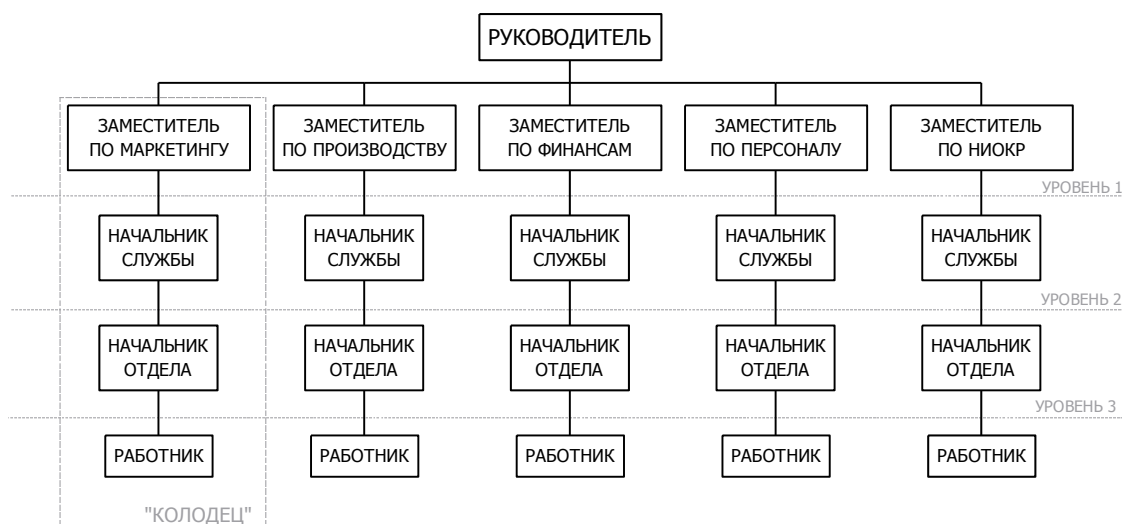 РУКОВОДИТЕЛЬ
ЗАМЕСТИТЕЛЬ
ПО МАРКЕТИНГУ
ЗАМЕСТИТЕЛЬ
ПО ПРОИЗВОДСТВУ
ЗАМЕСТИТЕЛЬ
ПО ФИНАНСАМ
ЗАМЕСТИТЕЛЬ
ПО ПЕРСОНАЛУ
ЗАМЕСТИТЕЛЬ
ПО НИОКР
УРОВЕНЬ 1
НАЧАЛЬНИК
СЛУЖБЫ
НАЧАЛЬНИК
СЛУЖБЫ
НАЧАЛЬНИК
СЛУЖБЫ
НАЧАЛЬНИК
СЛУЖБЫ
НАЧАЛЬНИК
СЛУЖБЫ
УРОВЕНЬ 2
НАЧАЛЬНИК
ОТДЕЛА
НАЧАЛЬНИК
ОТДЕЛА
НАЧАЛЬНИК
ОТДЕЛА
НАЧАЛЬНИК
ОТДЕЛА
НАЧАЛЬНИК
ОТДЕЛА
УРОВЕНЬ 3
РАБОТНИК
РАБОТНИК
РАБОТНИК
РАБОТНИК
РАБОТНИК
"КОЛОДЕЦ"